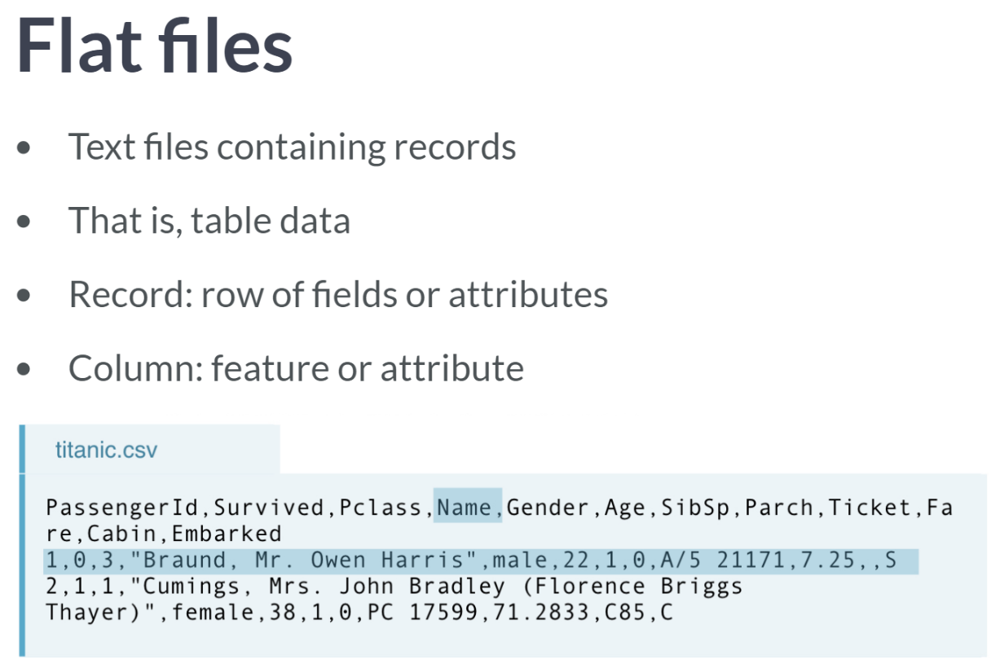 Flat files
• Text files containing records
• That is, table data
• Record: row of fields or attributes
• Column: feature or attribute
titanic.csv
PassengerId,Survived,Pclass,Name,Gender,Age,SibSp,Parch,Ticket,Fa
re,Cabin,Embarked
1,0,3,"Braund, Mr. Owen Harris",male,22,1,0,A/5 21171,7.25,,S
2,1,1,"Cumings, Mrs. John Bradley (Florence Briggs
Thayer)",female,38,1,0,PC 17599,71.2833,C85,C